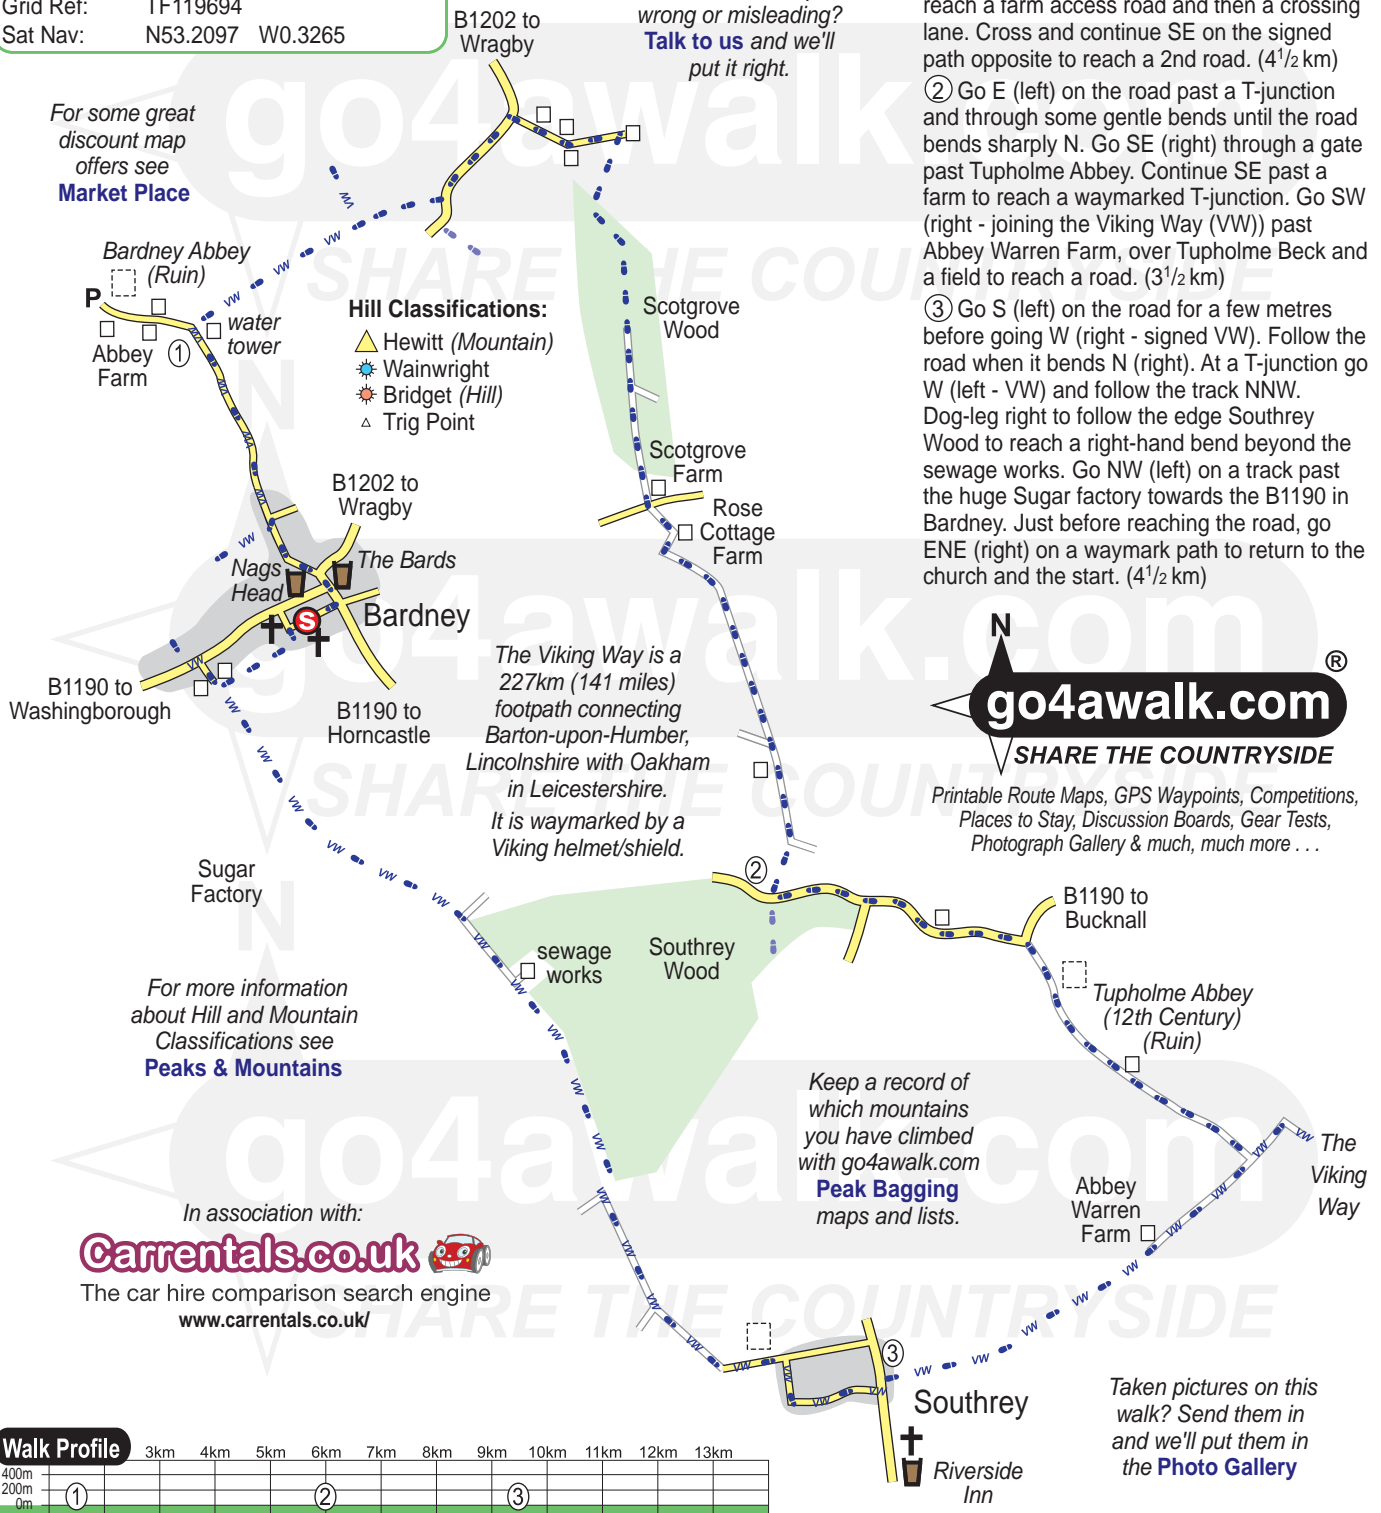 Grid Ref: TF119694
Sat Nav: N53.2097 W0.3265
B1202 to
Wragby
wrong or misleading?
Talk to us and we'll
put it right.
reach a farm access road and then a crossing
lane. Cross and continue SE on the signed
path opposite to reach a 2nd road. (4 1/2 km)
② Go E (left) on the road past a T-junction
and through some gentle bends until the road
bends sharply N. Go SE (right) through a gate
past Tupholme Abbey. Continue SE past a
farm to reach a waymarked T-junction. Go SW
(right - joining the Viking Way (VW)) past
Abbey Warren Farm, over Tupholme Beck and
a field to reach a road. (3 1/2 km)
③ Go S (left) on the road for a few metres
before going W (right - signed VW). Follow the
road when it bends N (right). At a T-junction go
W (left - VW) and follow the track NNW.
Dog-leg right to follow the edge Southrey
Wood to reach a right-hand bend beyond the
sewage works. Go NW (left) on a track past
the huge Sugar factory towards the B1190 in
Bardney. Just before reaching the road, go
ENE (right) on a waymark path to return to the
church and the start. (4 1/2 km)
For some great
discount map
offers see
Market Place
Bardney Abbey
(Ruin)
P
water
tower
Abbey
Farm
①
Hill Classifications:
Hewitt (Mountain)
Wainwright
Bridget (Hill)
Trig Point
Scotgrove
Wood
Scotgrove
Farm
Rose
Cottage
Farm
B1202 to
Wragby
Nags
Head
The Bards
S
Bardney
B1190 to
Washingborough
B1190 to
Horncastle
The Viking Way is a
227km (141 miles)
footpath connecting
Barton-upon-Humber,
Lincolnshire with Oakham
in Leicestershire.
It is waymarked by a
Viking helmet/shield.
N
go4awalk.com®
SHARE THE COUNTRYSIDE
Printable Route Maps, GPS Waypoints, Competitions,
Places to Stay, Discussion Boards, Gear Tests,
Photograph Gallery & much, much more . . .
Sugar
Factory
②
B1190 to
Bucknall
sewage
works
Southrey
Wood
Tupholme Abbey
(12th Century)
(Ruin)
For more information
about Hill and Mountain
Classifications see
Peaks & Mountains
Keep a record of
which mountains
you have climbed
with go4awalk.com
Peak Bagging
maps and lists.
The
Viking
Way
Abbey
Warren
Farm
In association with:
Carrentals.co.uk
The car hire comparison search engine
www.carrentals.co.uk/
③
Southrey
Riverside
Inn
Taken pictures on this
walk? Send them in
and we'll put them in
the Photo Gallery
Walk Profile
3km 4km 5km 6km 7km 8km 9km 10km 11km 12km 13km
400m
200m
0m
① ② ③